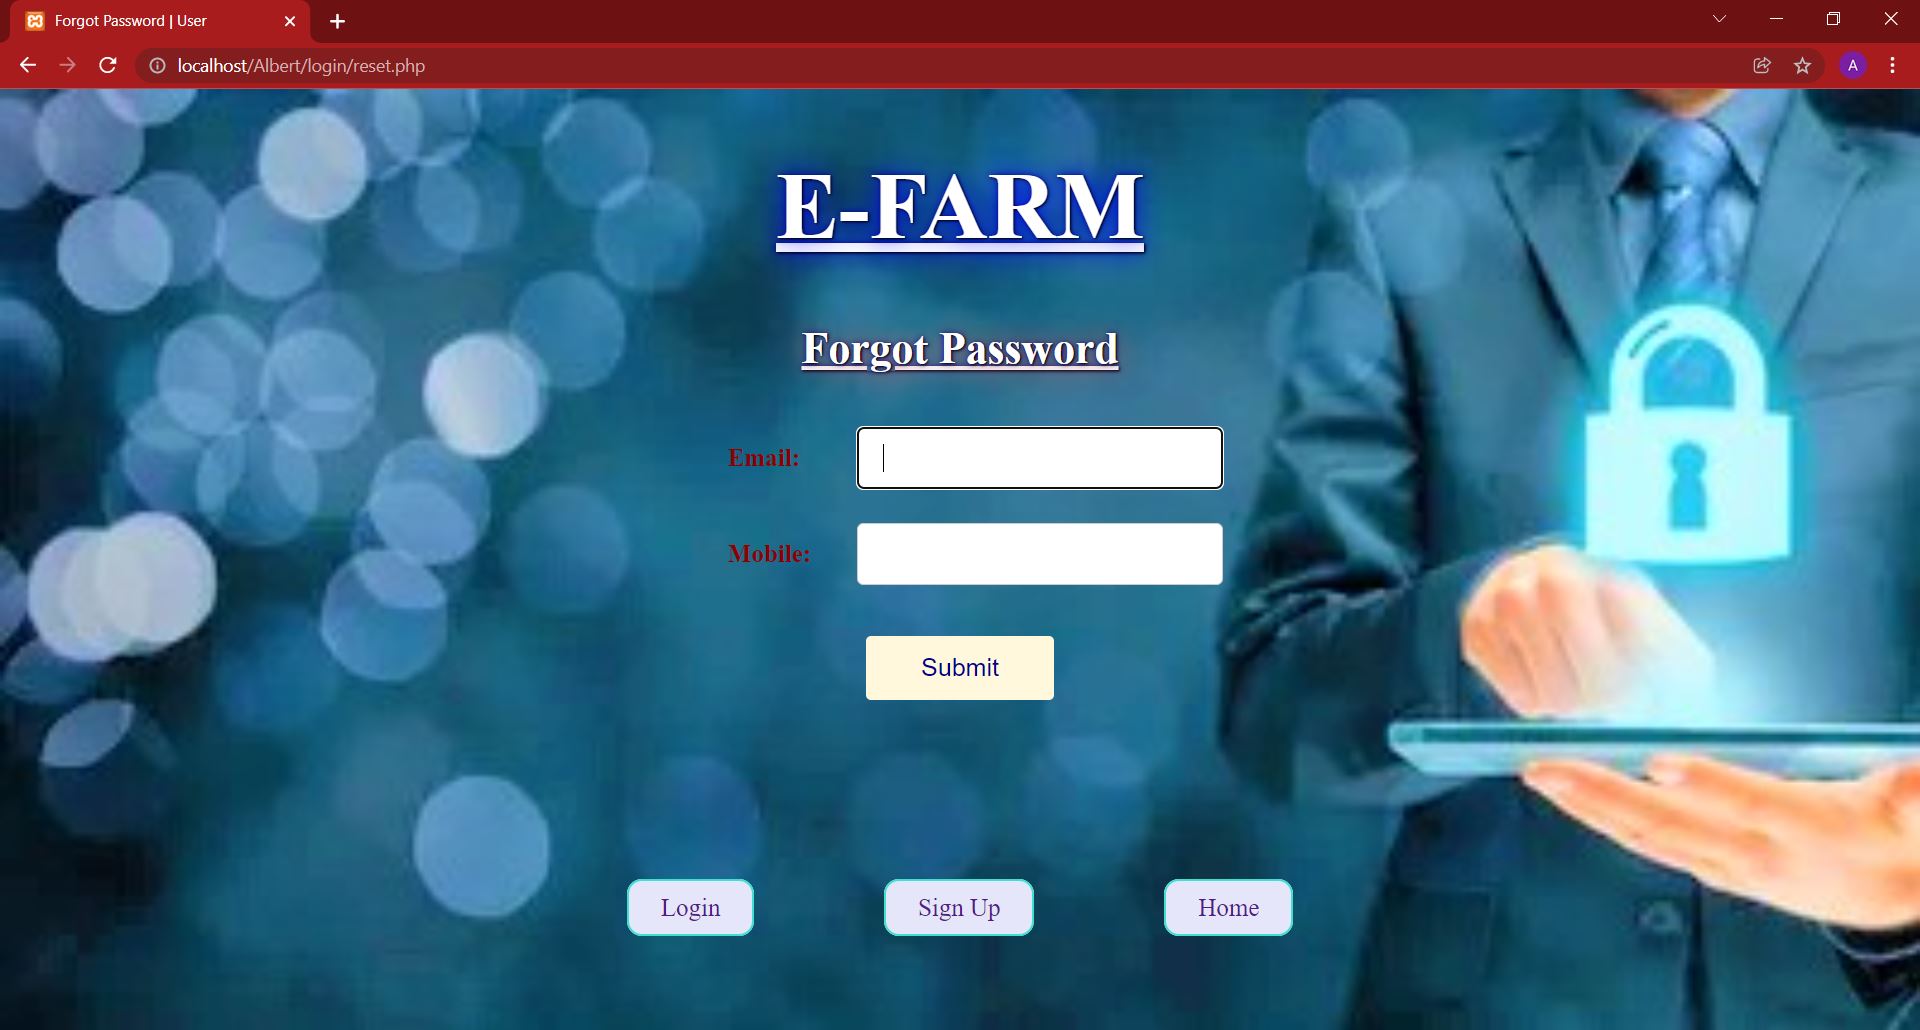 Forgot Password | User
localhost/Albert/login/reset.php
A
E-FARM
Forgot Password
Email:
Mobile:
Submit
Login
Sign Up
Home